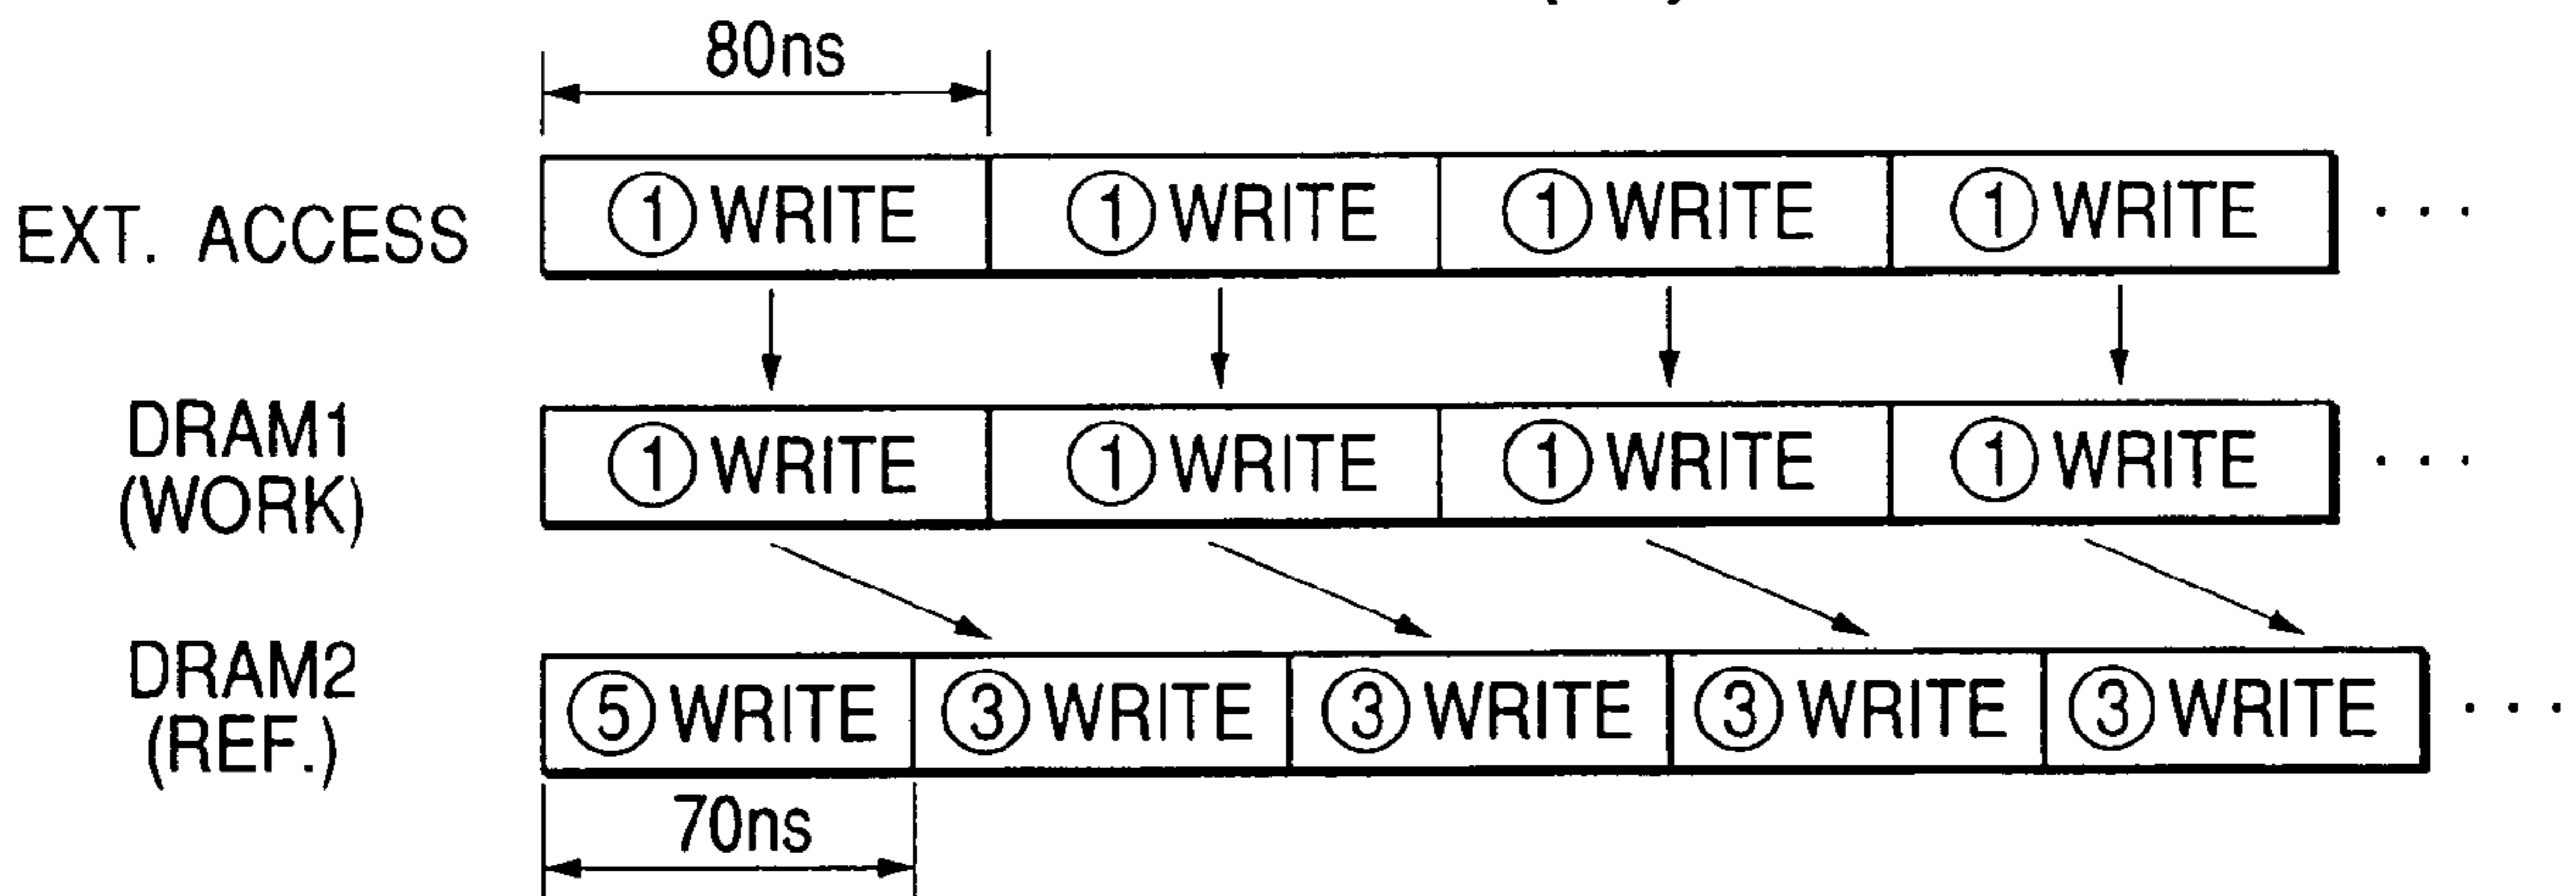 80ns
EXT. ACCESS ①WRITE ①WRITE ①WRITE ①WRITE ...
DRAM1
(WORK) ①WRITE ①WRITE ①WRITE ①WRITE ...
DRAM2
(REF.) ⑤WRITE ③WRITE ③WRITE ③WRITE ③WRITE ...
70ns